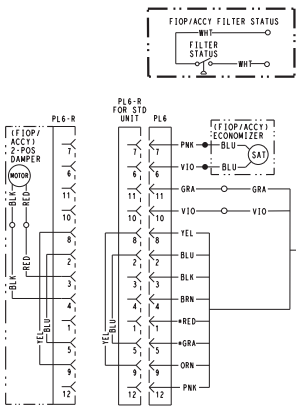 FIOP/ACCY FILTER STATUS
WHT
FILTER
STATUS
WHT
PL6-R
FOR STD
UNIT
PL6-R
PL6
(FIOP/
ACCY)
2-POS
DAMPER
MOTOR
BLK
RED
BLK
RED
YEL
BLU
7
6
11
10
8
2
3
4
1
5
9
12
YEL
BLU
7
6
11
10
8
2
3
4
1
5
9
12
7
6
11
10
8
2
3
4
1
5
9
12
(FIOP/ACCY)
ECONOMIZER
PNK BLU
SAT
VIO BLU
GRA GRA
VIO VIO
YEL
BLU
BLK
BRN
*RED
*GRA
ORN
PNK